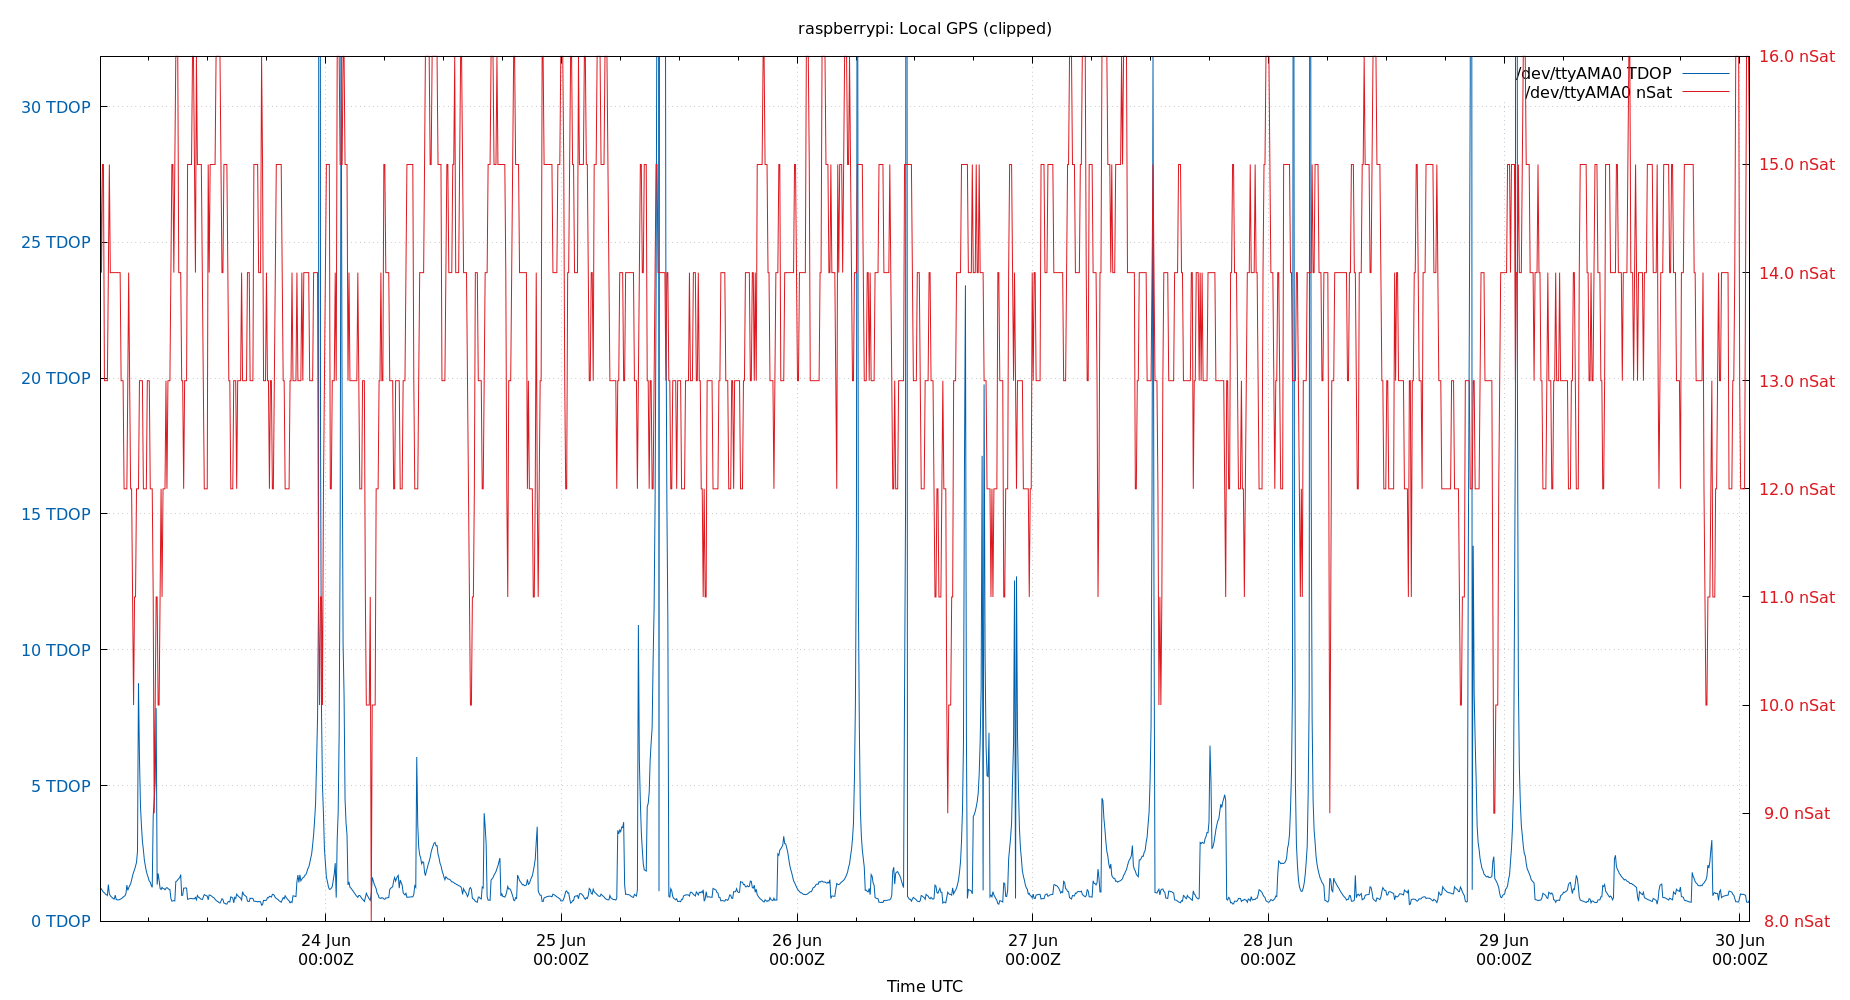 raspberrypi: Local GPS (clipped)
/dev/ttyAMA0 TDOP
/dev/ttyAMA0 nSat
30 TDOP
25 TDOP
20 TDOP
15 TDOP
10 TDOP
5 TDOP
0 TDOP
16.0 nSat
15.0 nSat
14.0 nSat
13.0 nSat
12.0 nSat
11.0 nSat
10.0 nSat
9.0 nSat
8.0 nSat
24 Jun
00:00Z
25 Jun
00:00Z
26 Jun
00:00Z
27 Jun
00:00Z
28 Jun
00:00Z
29 Jun
00:00Z
30 Jun
00:00Z
Time UTC